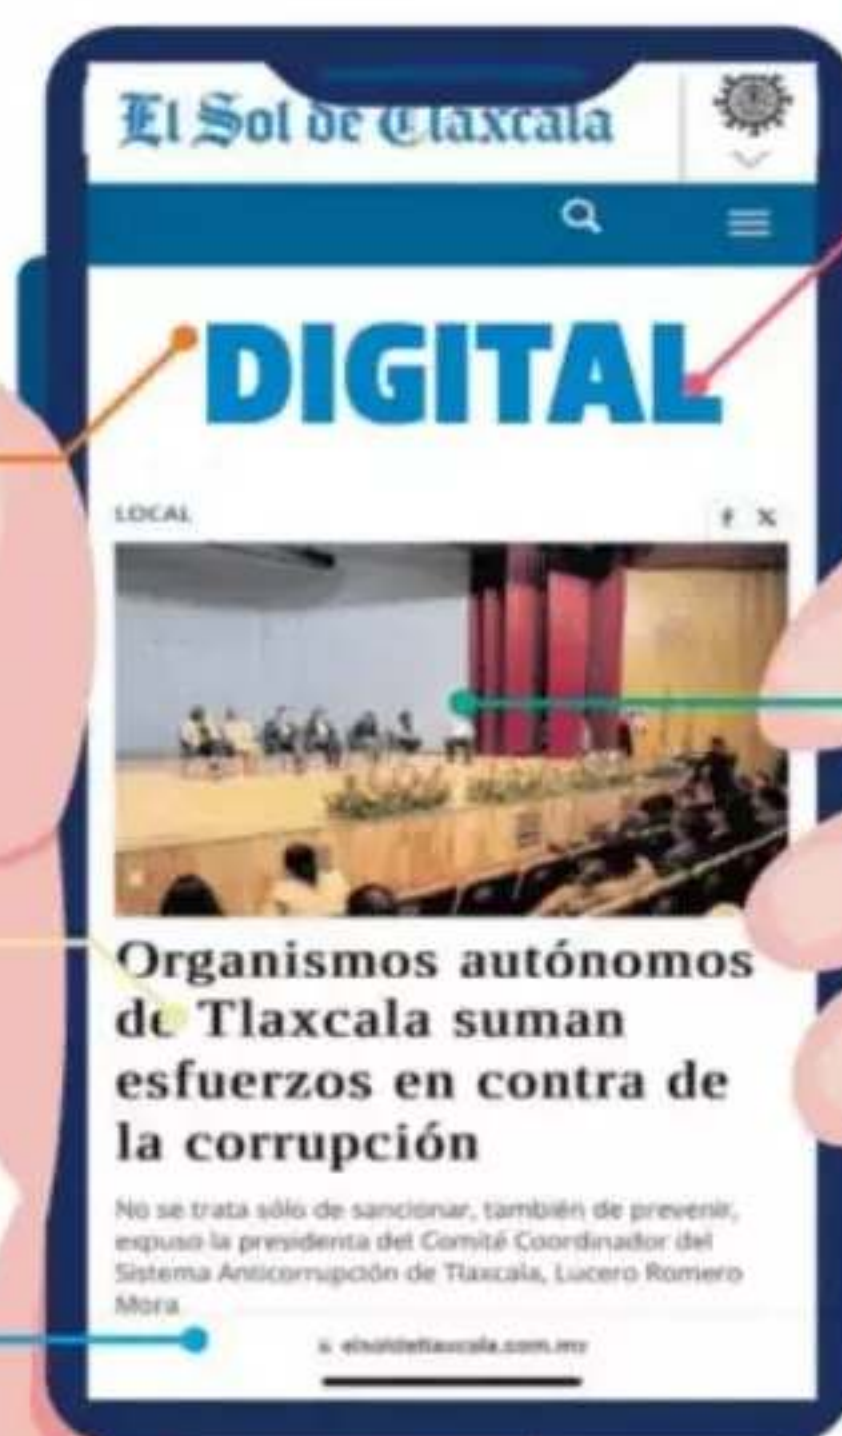 El Sol de Tlaxcala
DIGITAL
LOCAL
Organismos autónomos
de Tlaxcala suman
esfuerzos en contra de
la corrupción
No se trata sólo de sancionar, también de prevenir,
expuso la presidenta del Comité Coordinador del
Sistema Anticorrupción de Tlaxcala, Lucero Romero
Mora
elsoldetlaxcala.com.mx